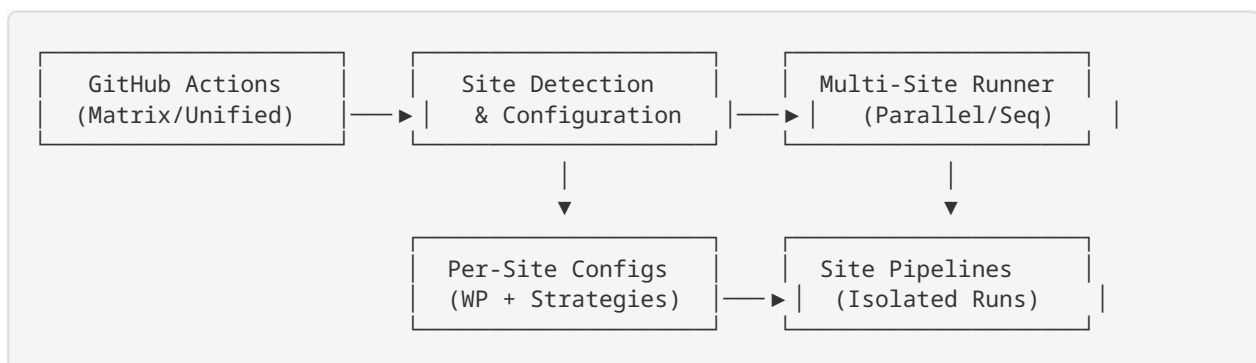 GitHub Actions
(Matrix/Unified)
Site Detection
& Configuration
Multi-Site Runner
(Parallel/Seq)
Per-Site Configs
(WP + Strategies)
Site Pipelines
(Isolated Runs)